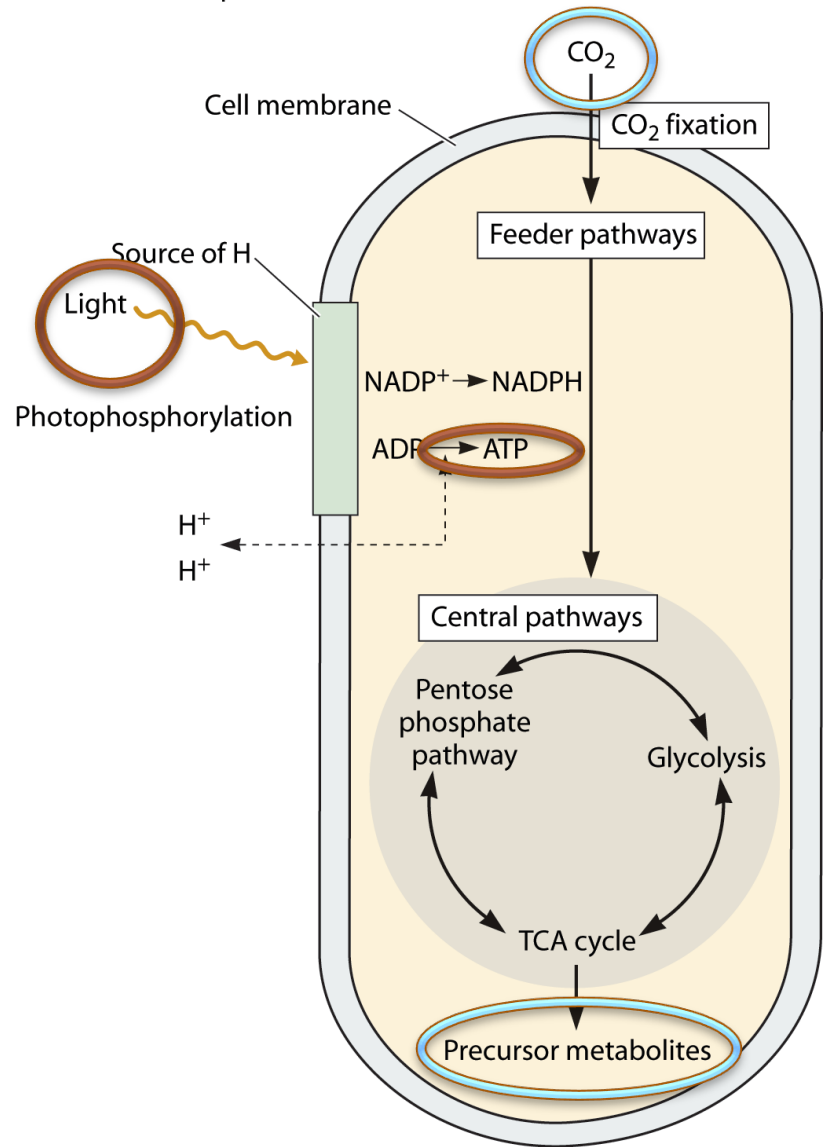 CO₂
Cell membrane
CO₂ fixation
Feeder pathways
Source of H
Light
NADP⁺ → NADPH
Photophosphorylation
ADP → ATP
H⁺
H⁺
Central pathways
Pentose
phosphate
pathway
Glycolysis
TCA cycle
Precursor metabolites